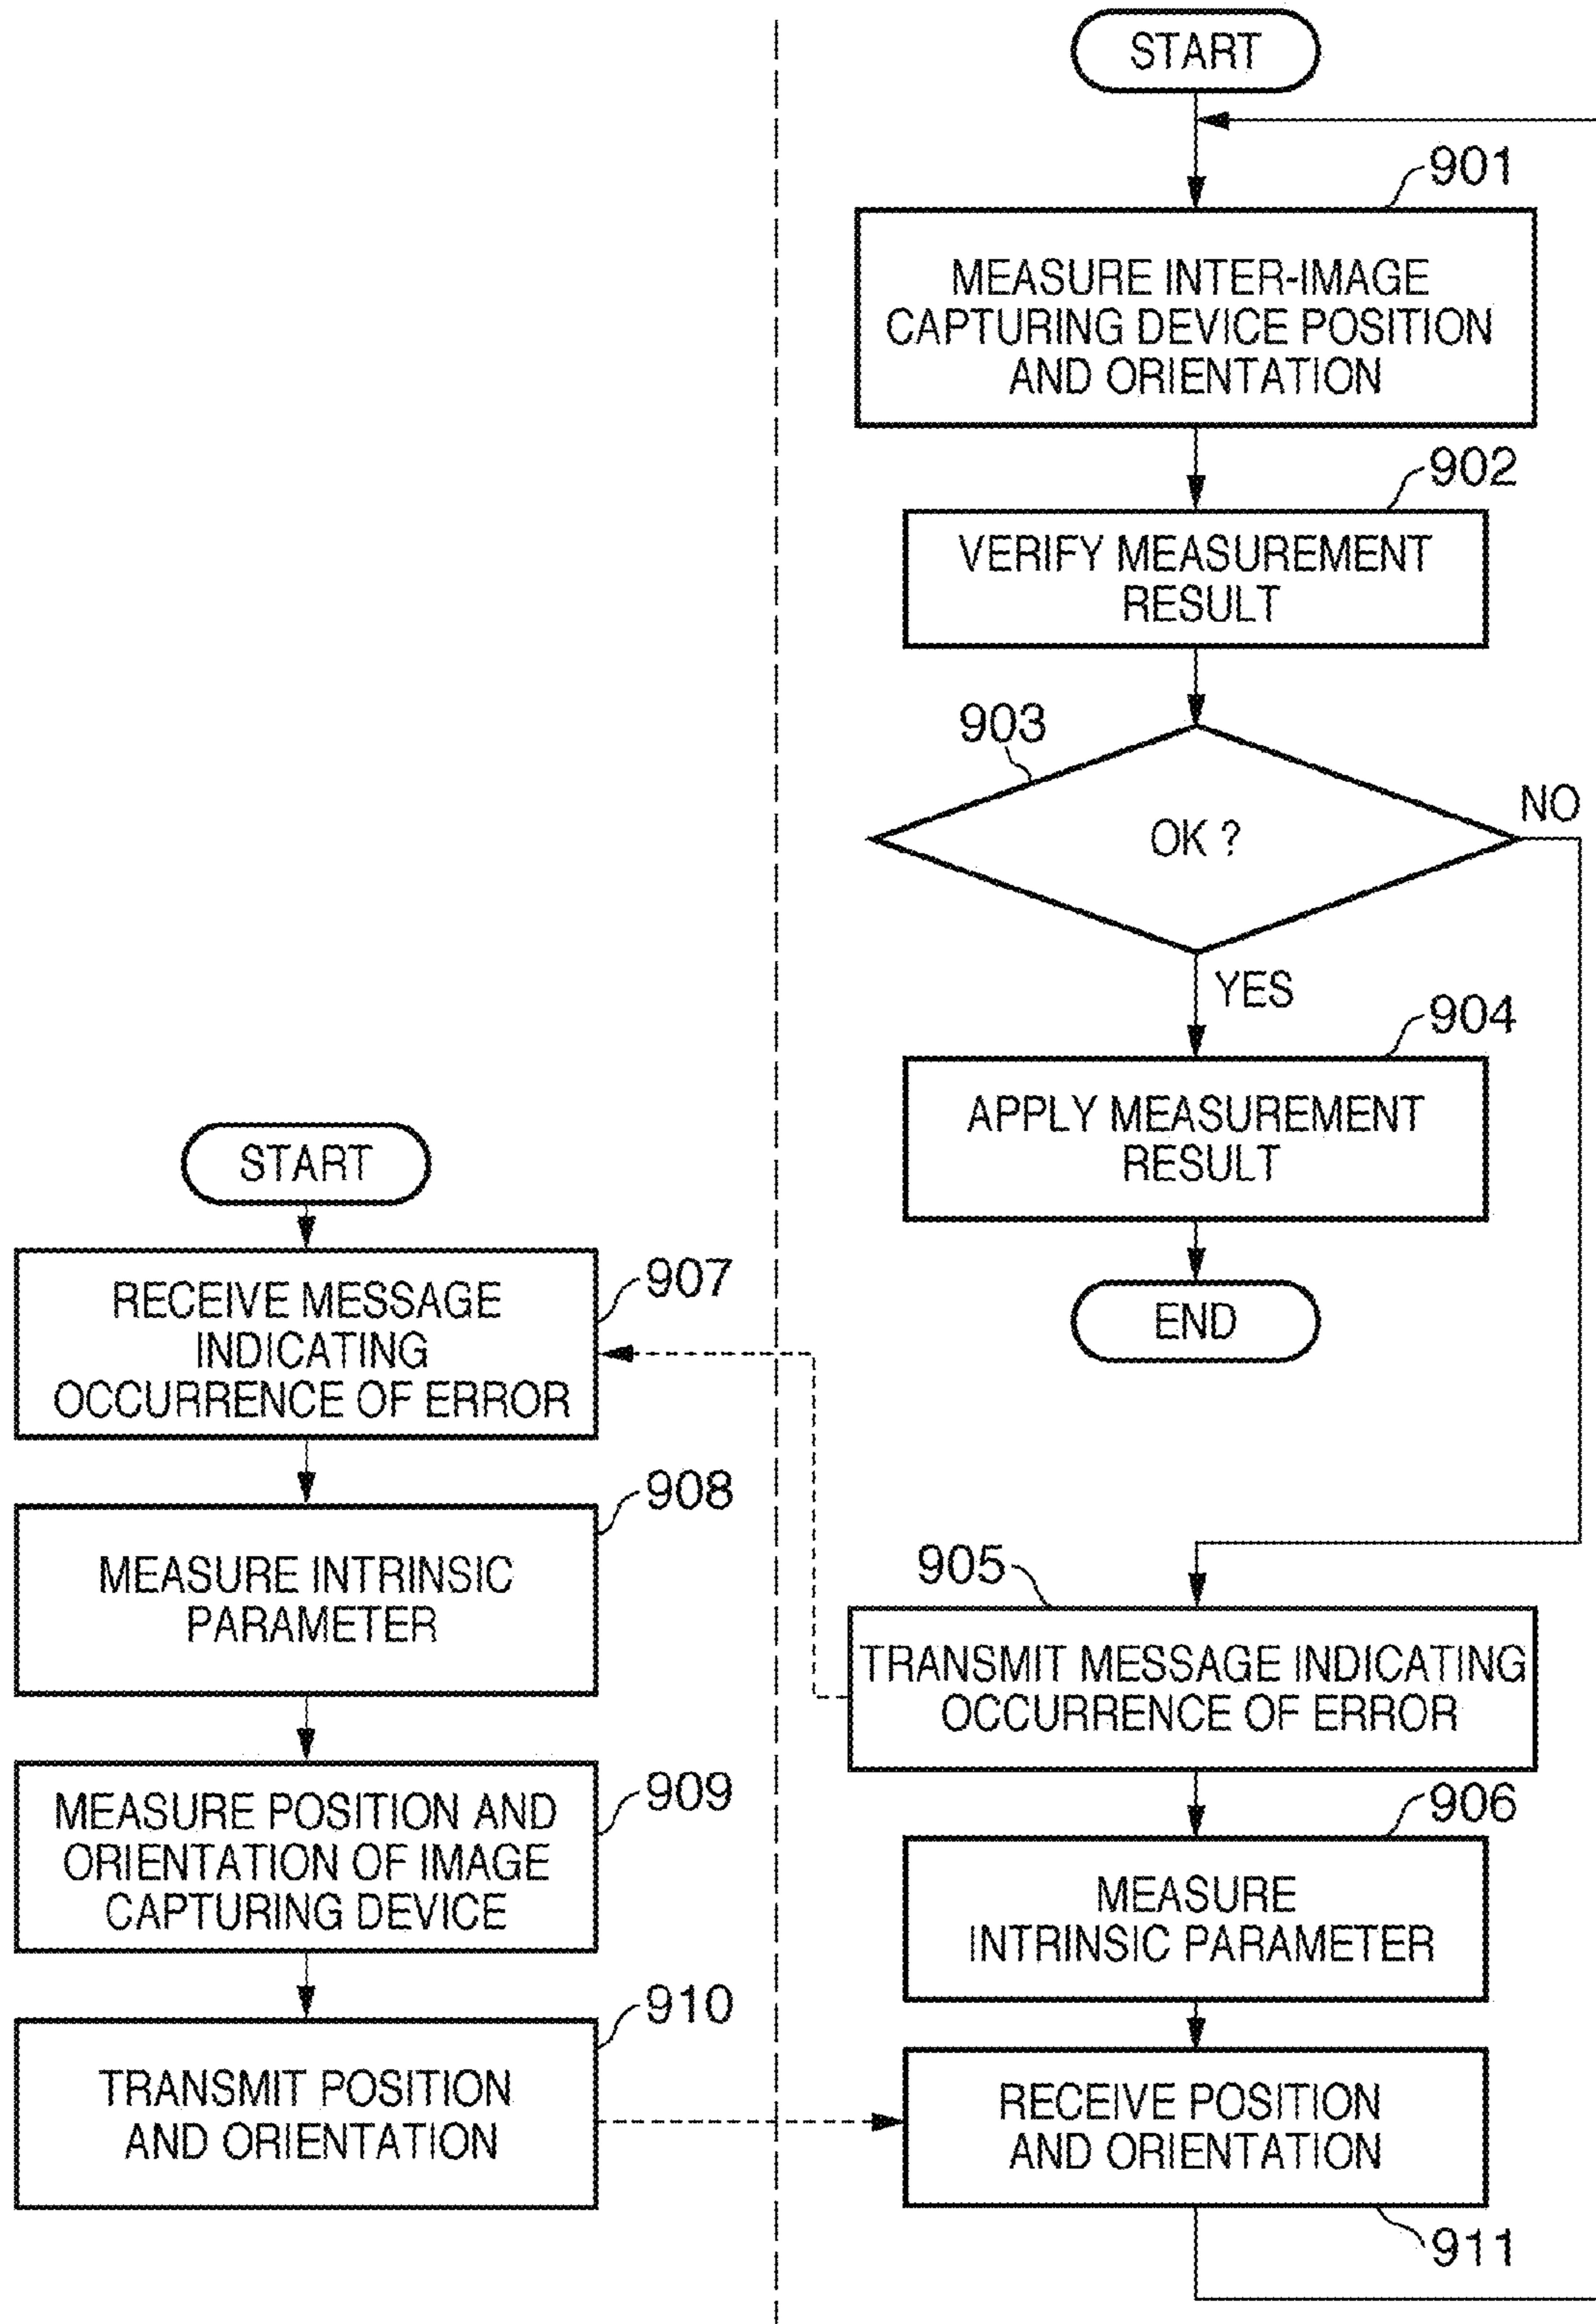 START
901
MEASURE INTER-IMAGE
CAPTURING DEVICE POSITION
AND ORIENTATION
902
VERIFY MEASUREMENT
RESULT
903
OK ?
NO
YES
904
APPLY MEASUREMENT
RESULT
END
905
TRANSMIT MESSAGE INDICATING
OCCURRENCE OF ERROR
906
MEASURE
INTRINSIC PARAMETER
RECEIVE POSITION
AND ORIENTATION
911
START
907
RECEIVE MESSAGE
INDICATING
OCCURRENCE OF ERROR
908
MEASURE INTRINSIC
PARAMETER
909
MEASURE POSITION AND
ORIENTATION OF IMAGE
CAPTURING DEVICE
910
TRANSMIT POSITION
AND ORIENTATION